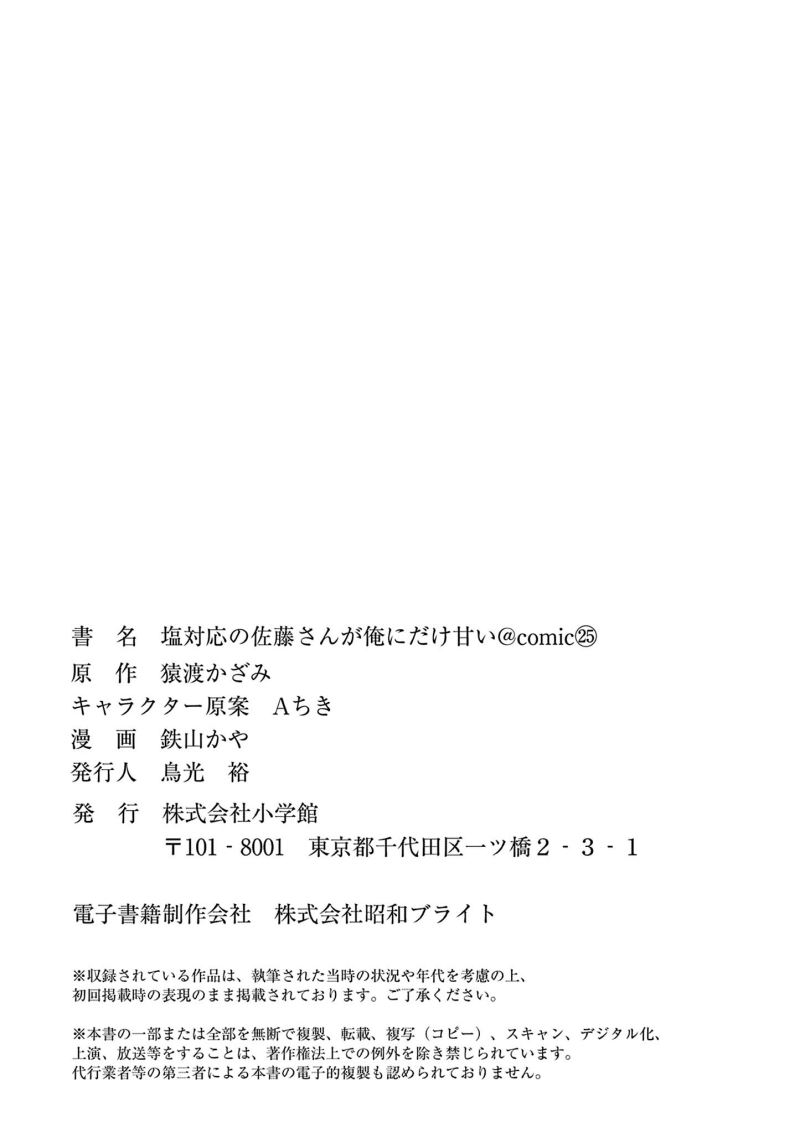 書　名　塩対応の佐藤さんが俺にだけ甘い@comic㉕
原　作　猿渡かざみ
キャラクター原案　Aちき
漫　画　鉄山かや
発行人　鳥光　裕
発　行　株式会社小学館
〒101‐8001　東京都千代田区一ツ橋２‐３‐１
電子書籍制作会社　株式会社昭和ブライト
※収録されている作品は、執筆された当時の状況や年代を考慮の上、
初回掲載時の表現のまま掲載されております。ご了承ください。
※本書の一部または全部を無断で複製、転載、複写（コピー）、スキャン、デジタル化、
上演、放送等をすることは、著作権法上での例外を除き禁じられています。
代行業者等の第三者による本書の電子的複製も認められておりません。